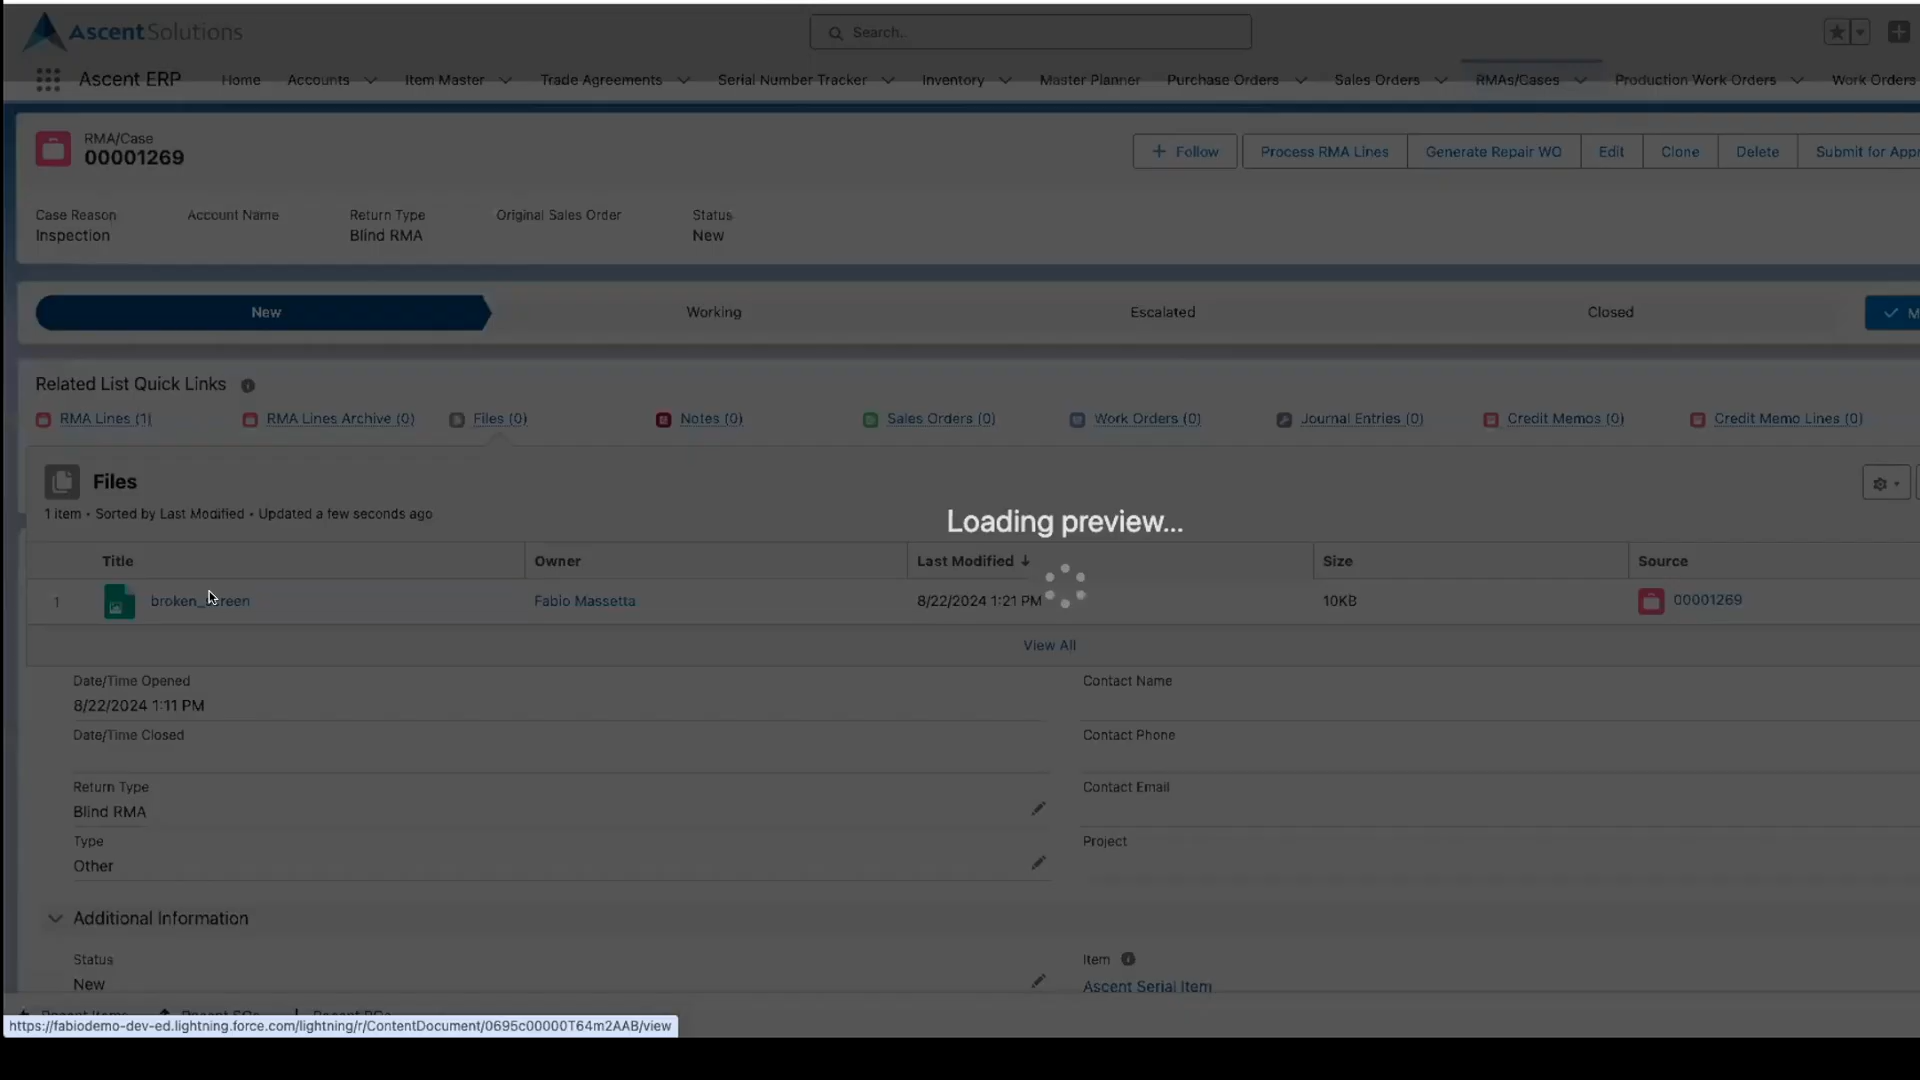 AscentSolutions
Search..
Ascent ERP
Home
Accounts
Item Master
Trade Agreements
Serial Number Tracker
Inventory
Master Planner
Purchase Orders
Sales Orders
RMAs/Cases
Production Work Orders
Work Orders
RMA/Case
00001269
Follow
Process RMA Lines
Generate Repair WO
Edit
Clone
Delete
Submit for Appr
Case Reason
Inspection
Account Name
Return Type
Blind RMA
Original Sales Order
Status
New
New
Working
Escalated
Closed
M
Related List Quick Links
RMA Lines (1)
RMA Lines Archive (0)
Files (0)
Notes (0)
Sales Orders (0)
Work Orders (0)
Journal Entries (0)
Credit Memos (0)
Credit Memo Lines (0)
Files
1 item • Sorted by Last Modified • Updated a few seconds ago
Loading preview...
Title
Owner
Last Modified
Size
Source
1
Fabio Massetta
8/22/2024 1:21 PM
10KB
00001269
View All
Date/Time Opened
8/22/2024 1:11 PM
Contact Name
Date/Time Closed
Contact Phone
Return Type
Blind RMA
Contact Email
Type
Other
Project
Additional Information
Status
New
Item
Ascent Serial Item
https://fabiodemo-dev-ed.lightning.force.com/lightning/r/ContentDocument/0695c00000T64m2AAB/view